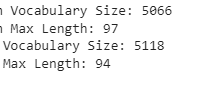 Vocabulary Size: 5066
Max Length: 97
Vocabulary Size: 5118
Max Length: 94